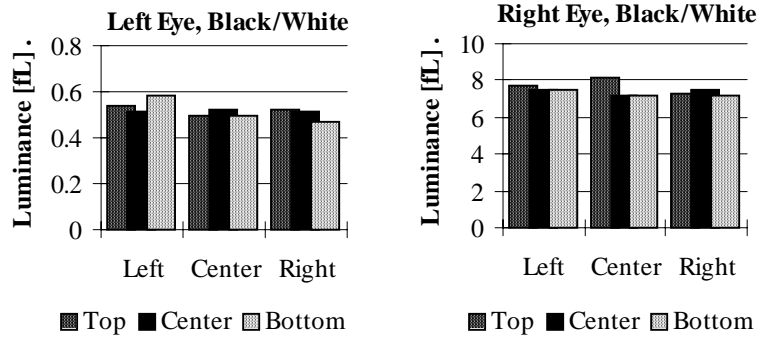 Left Eye, Black/White
Luminance [fL] .
0.8
0.6
0.4
0.2
0
Left Center Right
Top Center Bottom
Right Eye, Black/White
Luminance [fL] .
10
8
6
4
2
0
Left Center Right
Top Center Bottom